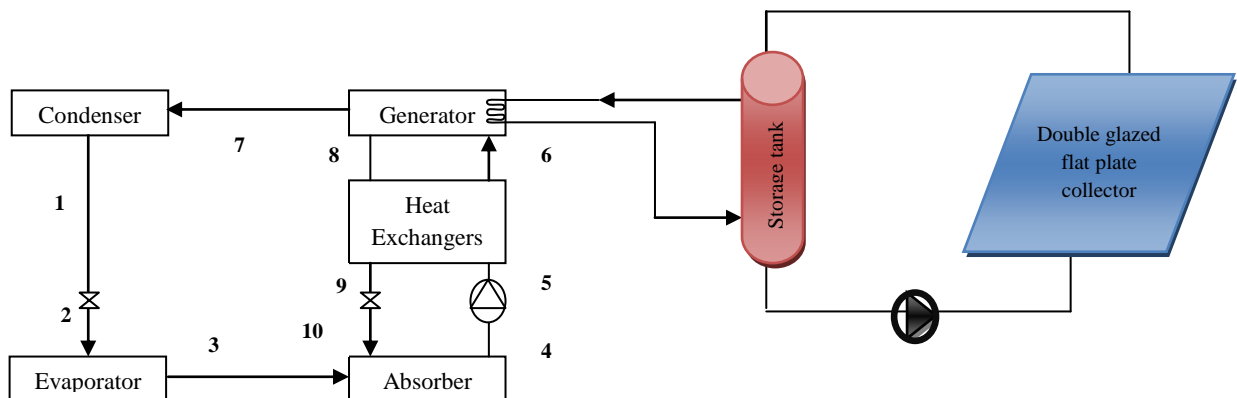 Condenser
Generator
7
8
6
Double glazed
flat plate
collector
Storage tank
1
Heat
Exchangers
9
5
2
10
3
4
Evaporator
Absorber